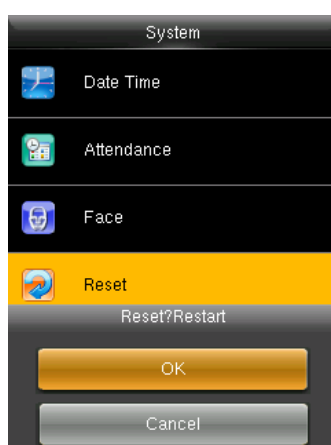 System
Date Time
Attendance
Face
Reset
Reset?Restart
OK
Cancel